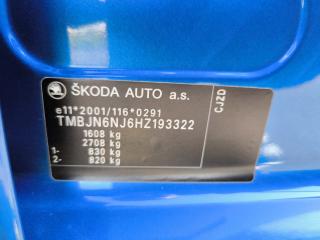 ŠKODA AUTO a.s.
e11*2001/116*0291
TMBJN6NJ6HZ193322
1608 kg
2708 kg
1- 830 kg
2- 820 kg
CJZD